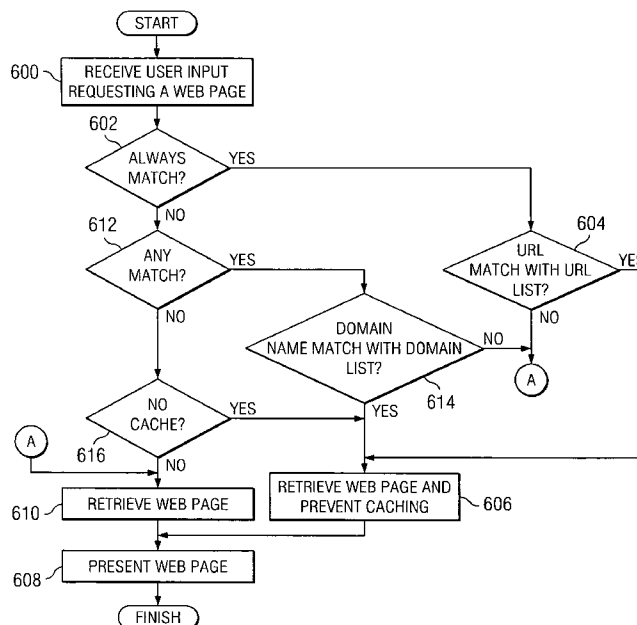 START
600
RECEIVE USER INPUT
REQUESTING A WEB PAGE
602
ALWAYS
MATCH?
YES
NO
612
ANY
MATCH?
YES
NO
604
URL
MATCH WITH URL
LIST?
YES
NO
DOMAIN
NAME MATCH WITH DOMAIN
LIST?
NO
614
YES
A
NO
CACHE?
YES
616
NO
A
RETRIEVE WEB PAGE AND
PREVENT CACHING
606
610
RETRIEVE WEB PAGE
608
PRESENT WEB PAGE
FINISH